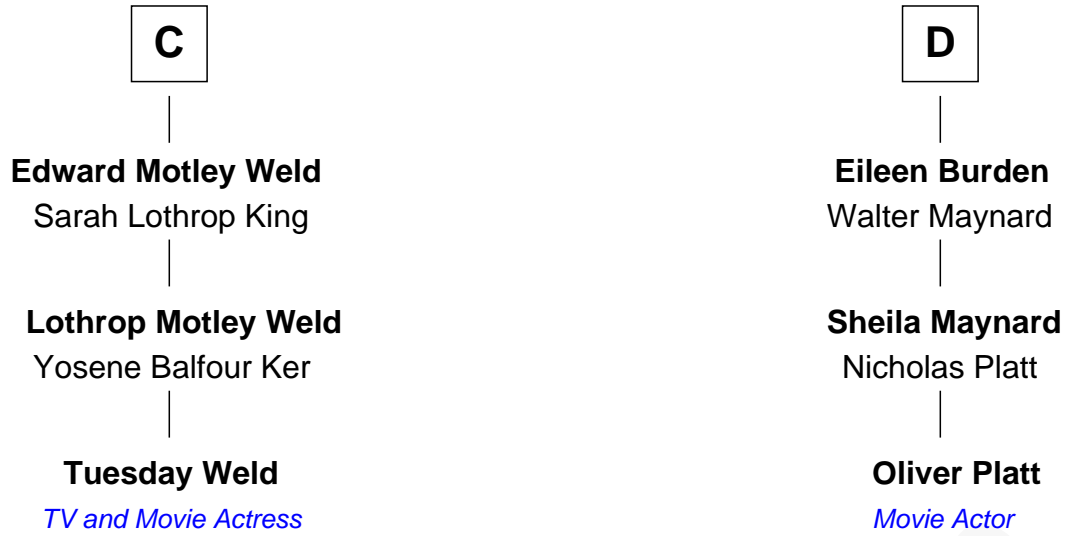 C
Edward Motley Weld
Sarah Lothrop King
Lothrop Motley Weld
Yosene Balfour Ker
Tuesday Weld
TV and Movie Actress
D
Eileen Burden
Walter Maynard
Sheila Maynard
Nicholas Platt
Oliver Platt
Movie Actor